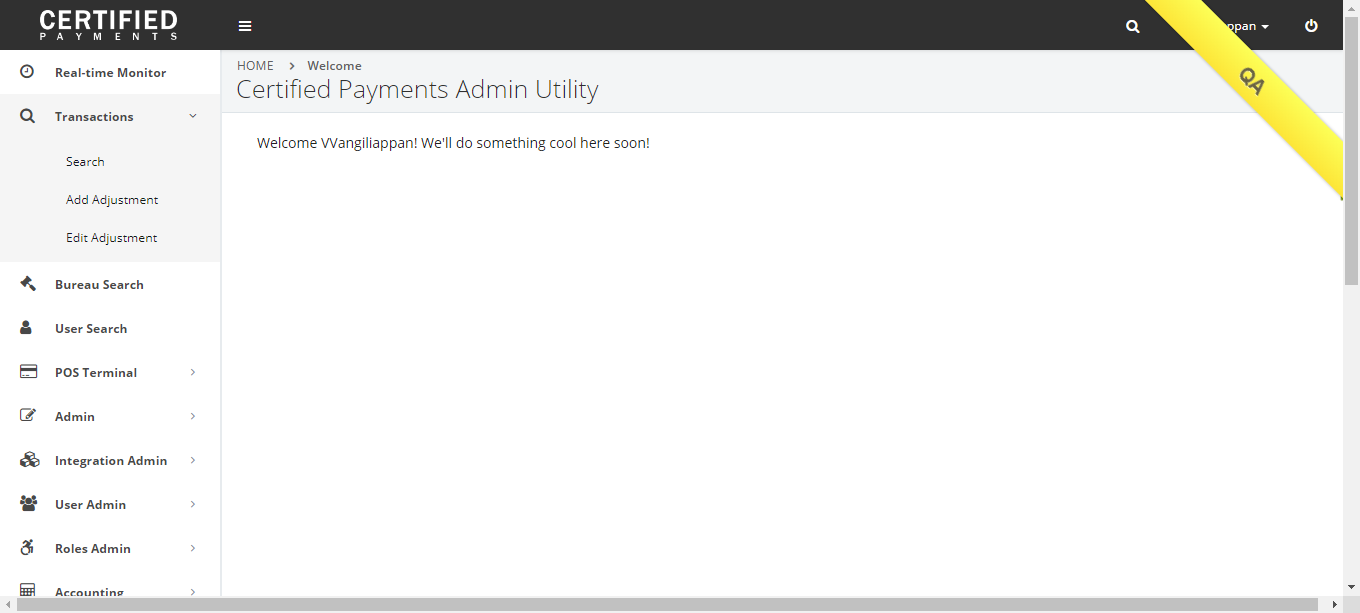 CERTIFIED
PAYMENTS
QA
Real-time Monitor
Transactions
Search
Add Adjustment
Edit Adjustment
Bureau Search
User Search
POS Terminal
Admin
Integration Admin
User Admin
Roles Admin
Accounting
HOME > Welcome
Certified Payments Admin Utility
Welcome VVangiliappan! We'll do something cool here soon!